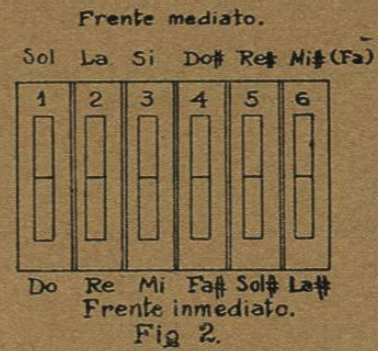 Frente mediato.
Sol La Si Do# Re# Mi# (Fa)
1 2 3 4 5 6
Do Re Mi Fa# Sol# La#
Frente inmediato.
Fig 2.